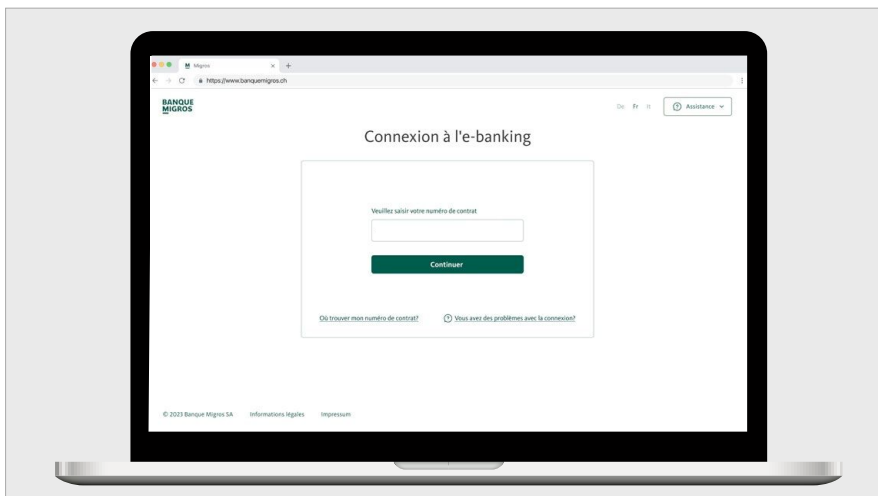 Migros
https://www.banquemigros.ch
BANQUE
MIGROS
De Fr It
Assistance
Connexion à l'e-banking
Veuillez saisir votre numéro de contrat
Continuer
Où trouver mon numéro de contrat?
Vous avez des problèmes avec la connexion?
© 2023 Banque Migros SA Informations légales Impressum